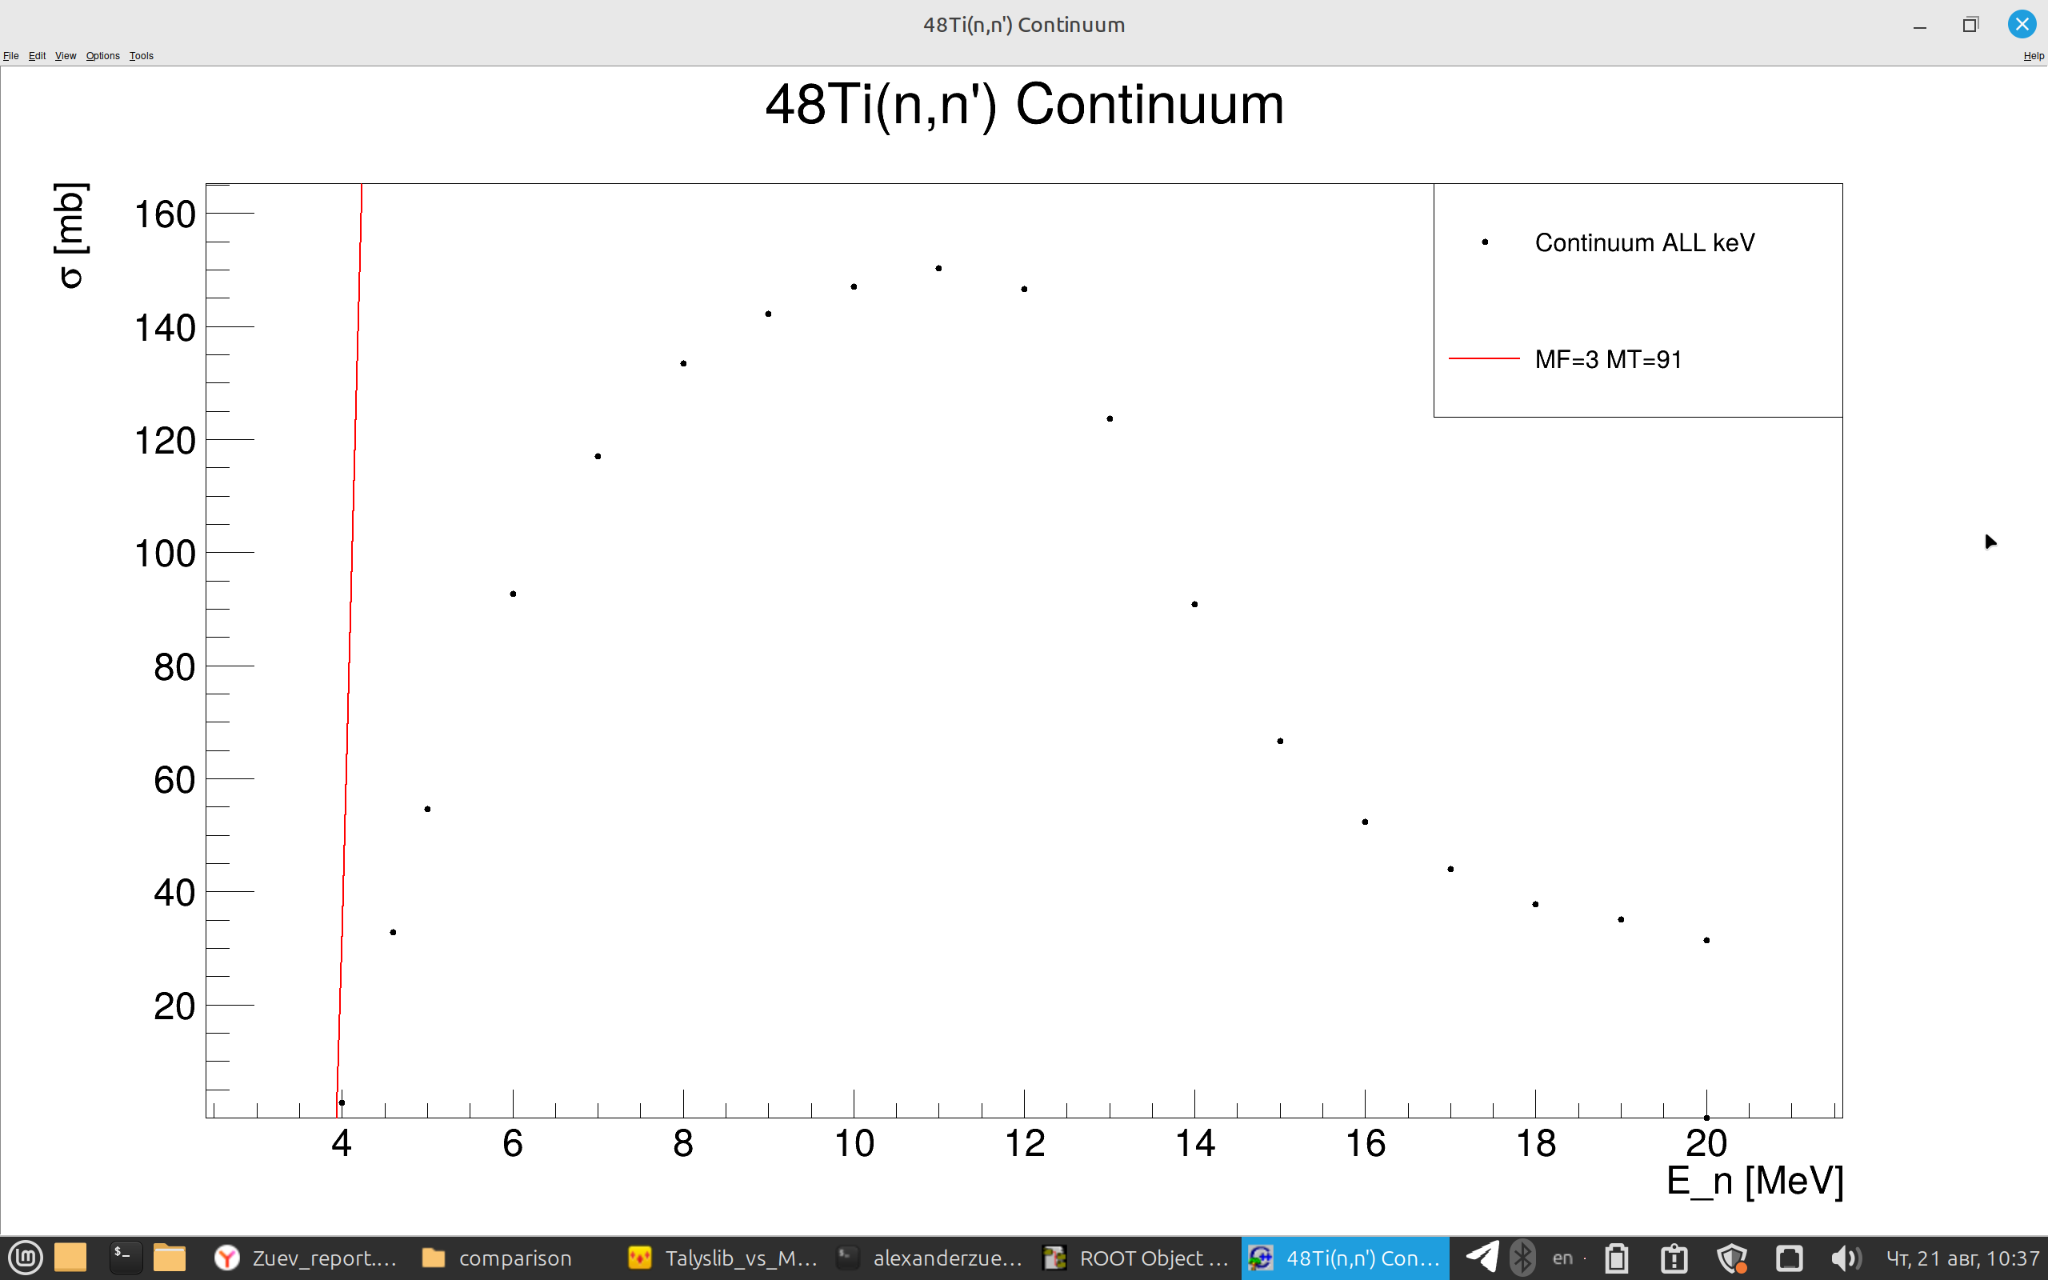 48Ti(n,n') Continuum
File Edit View Options Tools Help
48Ti(n,n') Continuum
σ [mb]
160
140
120
100
80
60
40
20
Continuum ALL keV
MF=3 MT=91
4 6 8 10 12 14 16 18 20
E_n [MeV]
lm $_ Y Zuev_report.... comparison Talyslib_vs_M... alexanderzue... ROOT Object ... 48Ti(n,n') Con... en Чт, 21 авг, 10:37